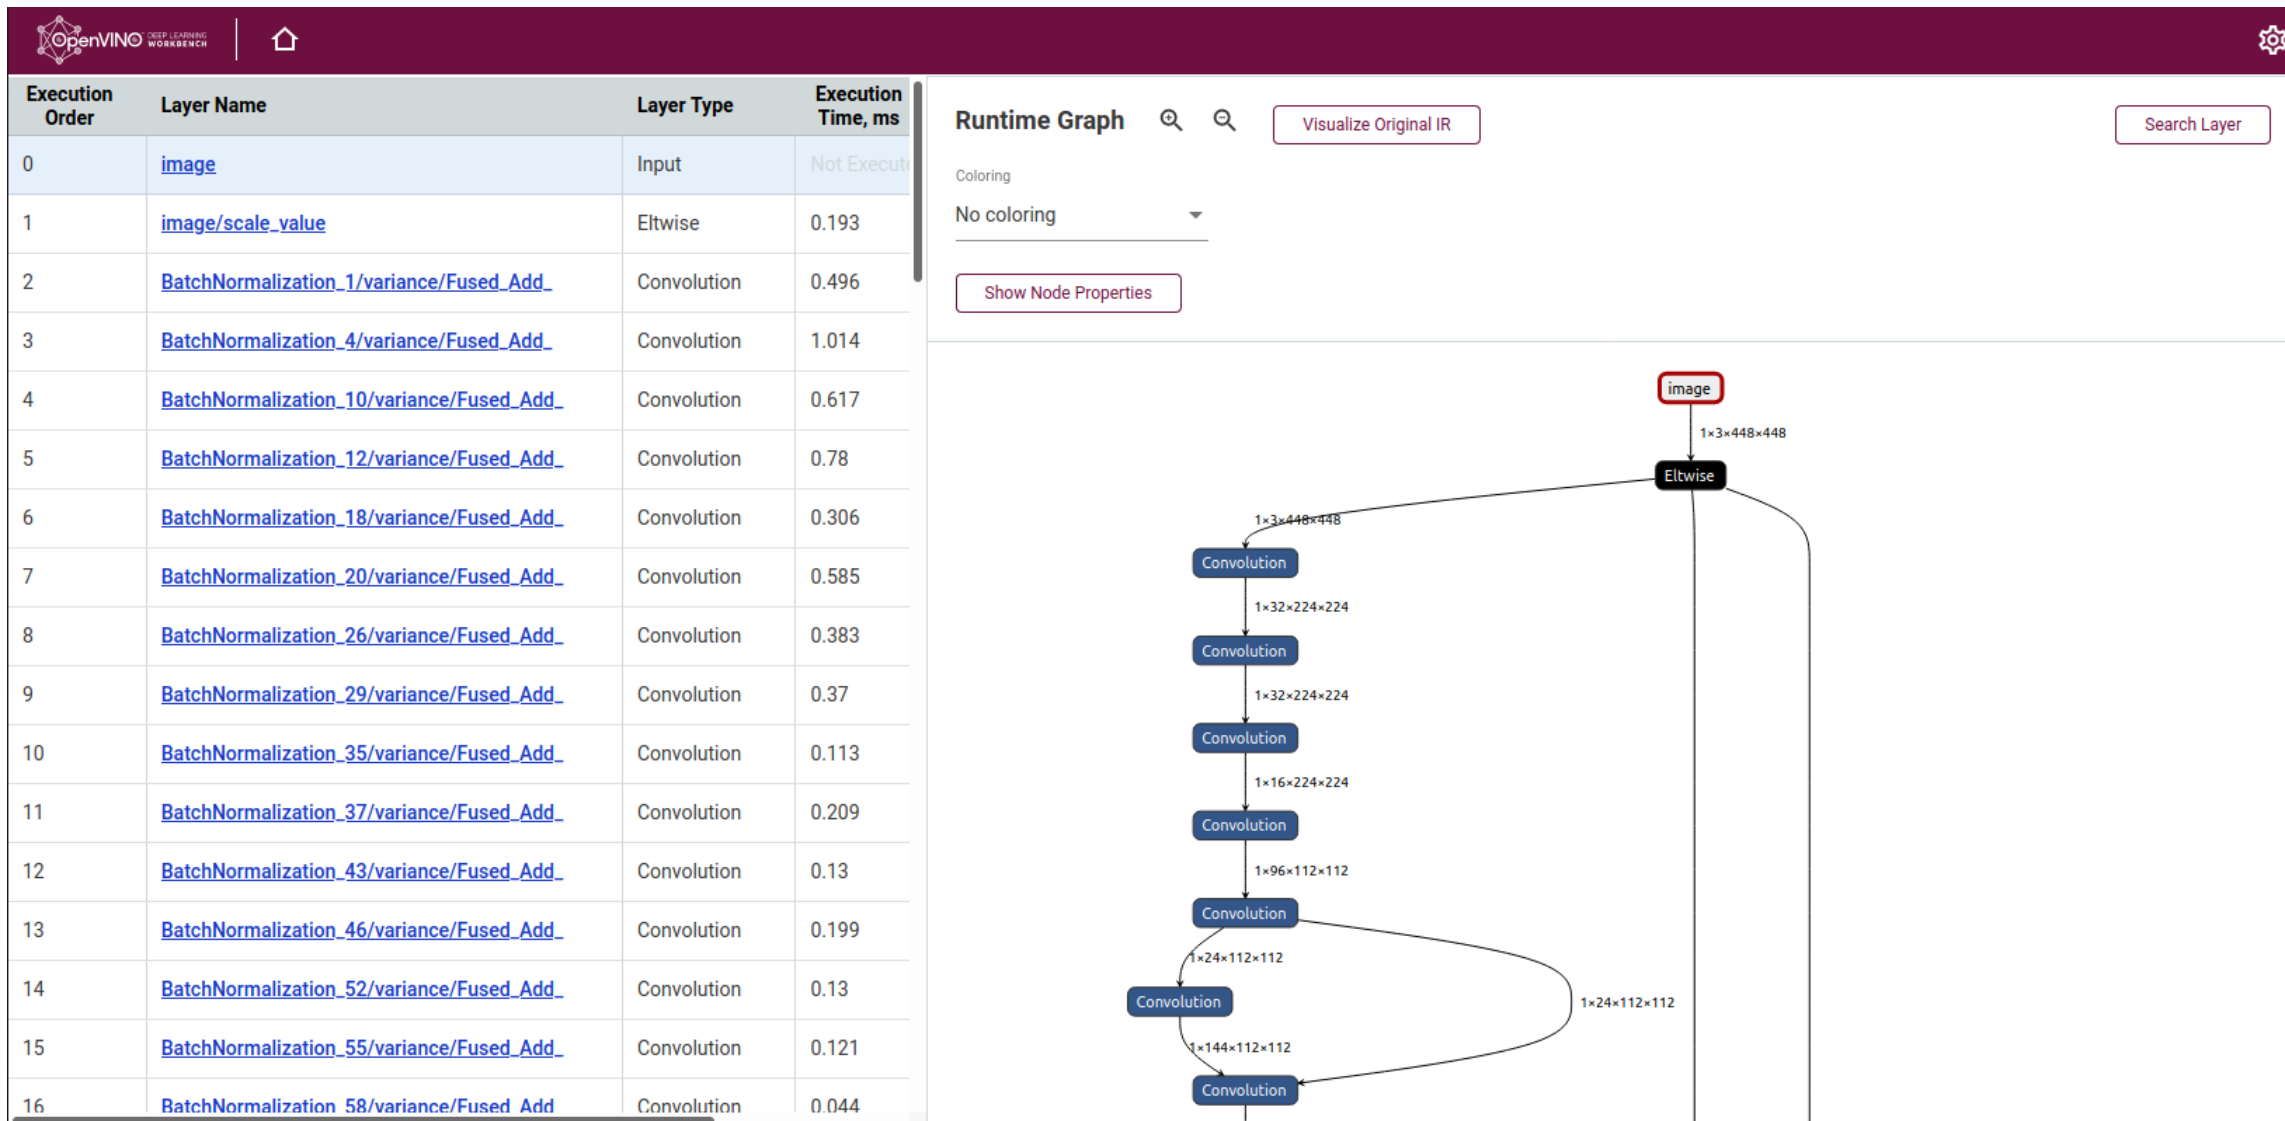 OpenVINO™ DEEP LEARNING WORKBENCH
Execution Order Layer Name Layer Type Execution Time, ms
0 image Input Not Execute
1 image/scale_value Eltwise 0.193
2 BatchNormalization_1/variance/Fused_Add_ Convolution 0.496
3 BatchNormalization_4/variance/Fused_Add_ Convolution 1.014
4 BatchNormalization_10/variance/Fused_Add_ Convolution 0.617
5 BatchNormalization_12/variance/Fused_Add_ Convolution 0.78
6 BatchNormalization_18/variance/Fused_Add_ Convolution 0.306
7 BatchNormalization_20/variance/Fused_Add_ Convolution 0.585
8 BatchNormalization_26/variance/Fused_Add_ Convolution 0.383
9 BatchNormalization_29/variance/Fused_Add_ Convolution 0.37
10 BatchNormalization_35/variance/Fused_Add_ Convolution 0.113
11 BatchNormalization_37/variance/Fused_Add_ Convolution 0.209
12 BatchNormalization_43/variance/Fused_Add_ Convolution 0.13
13 BatchNormalization_46/variance/Fused_Add_ Convolution 0.199
14 BatchNormalization_52/variance/Fused_Add_ Convolution 0.13
15 BatchNormalization_55/variance/Fused_Add_ Convolution 0.121
16 BatchNormalization_58/variance/Fused_Add_ Convolution 0.044
Runtime Graph
Visualize Original IR
Search Layer
Coloring
No coloring
Show Node Properties
image
1×3×448×448
Eltwise
1×3×448×448
Convolution
1×32×224×224
Convolution
1×32×224×224
Convolution
1×16×224×224
Convolution
1×96×112×112
Convolution
1×24×112×112
Convolution
1×24×112×112
1×144×112×112
Convolution